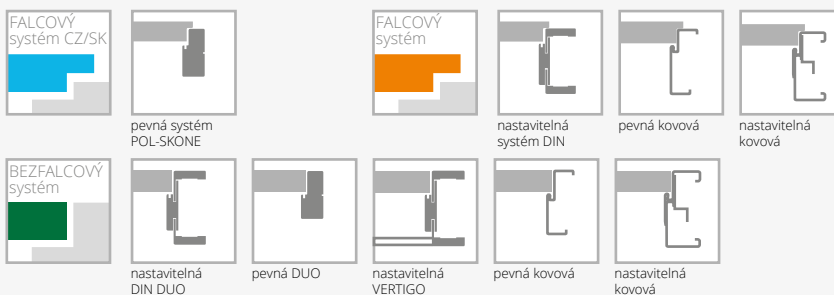 FALCOVÝ
systém CZ/SK
pevná systém
POL-SKONE
FALCOVÝ
systém
nastavitelná
systém DIN
pevná kovová
nastavitelná
kovová
BEZFALCOVÝ
systém
nastavitelná
DIN DUO
pevná DUO
nastavitelná
VERTIGO
pevná kovová
nastavitelná
kovová